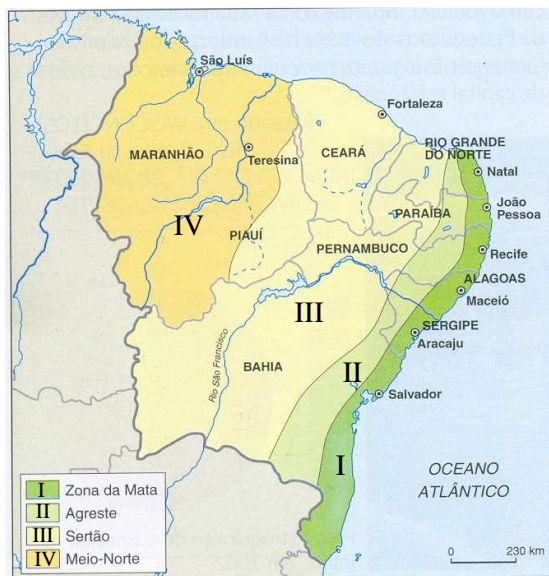 São Luís
Fortaleza
MARANHÃO
Teresina
CEARÁ
RIO GRANDE
DO NORTE
Natal
IV
PIAUÍ
PARAÍBA
João
Pessoa
PERNAMBUCO
Recife
ALAGOAS
Maceió
III
SERGIPE
Aracaju
Rio São Francisco
BAHIA
II
Salvador
I
OCEANO
ATLÂNTICO
I Zona da Mata
II Agreste
III Sertão
IV Meio-Norte
0 230 km